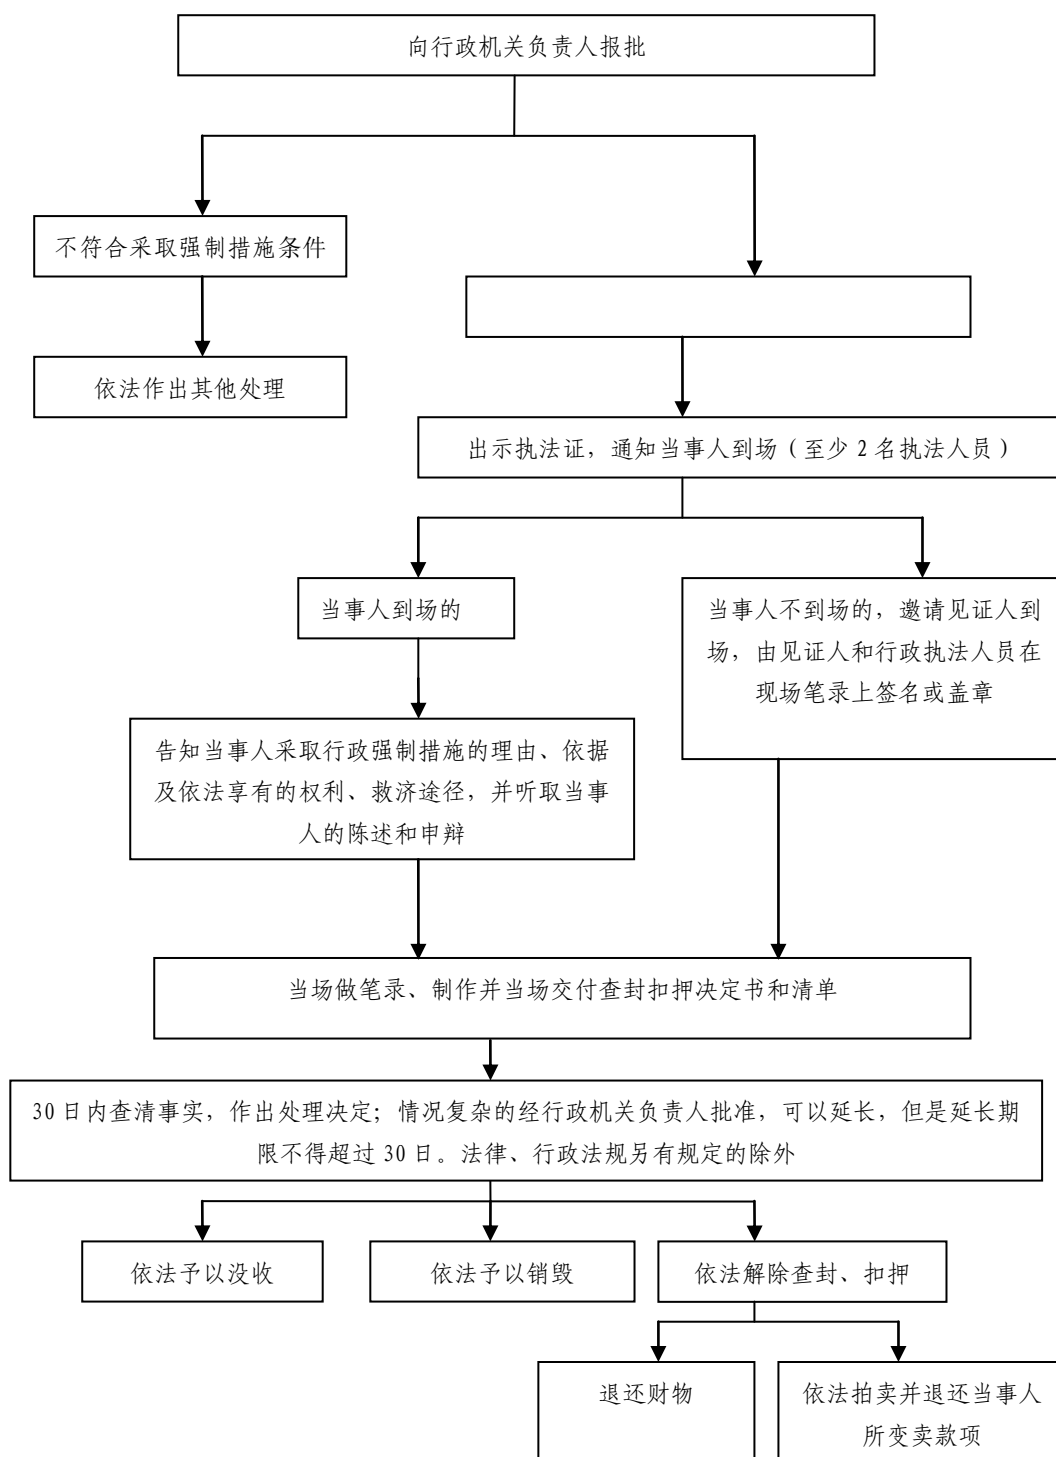 向行政机关负责人报批
不符合采取强制措施条件
依法作出其他处理
出示执法证，通知当事人到场（至少 2 名执法人员）
当事人到场的
当事人不到场的，邀请见证人到
场，由见证人和行政执法人员在
现场笔录上签名或盖章
告知当事人采取行政强制措施的理由、依据
及依法享有的权利、救济途径，并听取当事
人的陈述和申辩
当场做笔录、制作并当场交付查封扣押决定书和清单
30 日内查清事实，作出处理决定；情况复杂的经行政机关负责人批准，可以延长，但是延长期
限不得超过 30 日。法律、行政法规另有规定的除外
依法予以没收
依法予以销毁
依法解除查封、扣押
退还财物
依法拍卖并退还当事人
所变卖款项